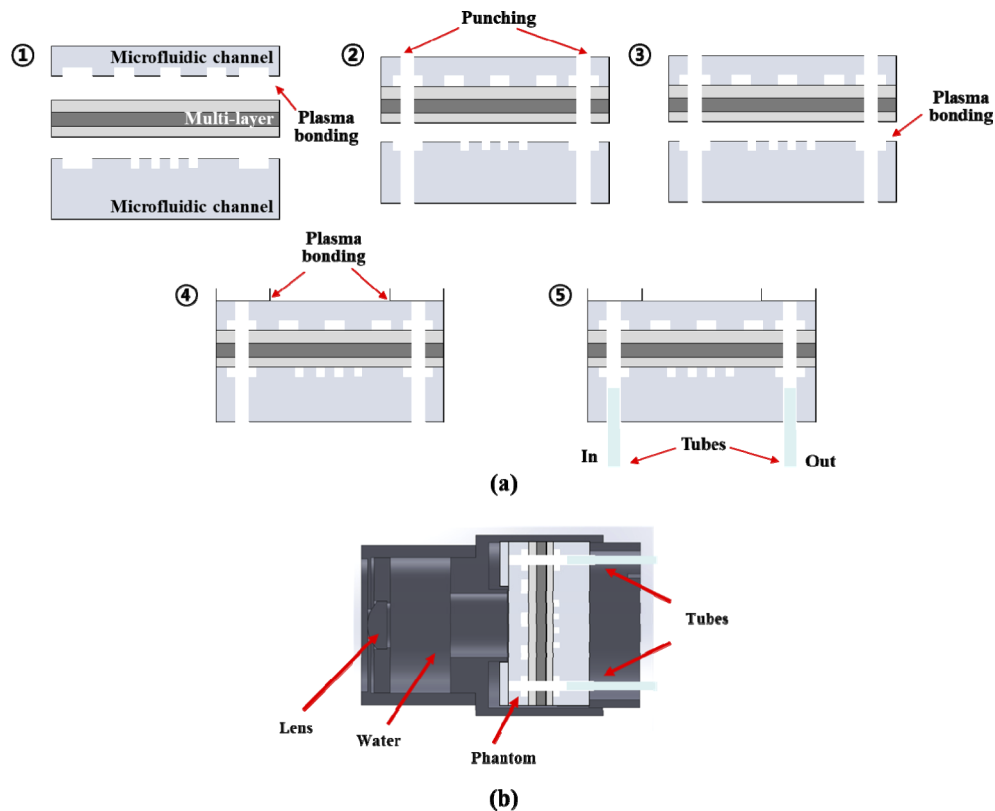 Punching
①
Microfluidic channel
Multi-layer
Plasma
bonding
Microfluidic channel
②
③
Plasma
bonding
Plasma
bonding
④
⑤
In
Tubes
Out
(a)
Tubes
Lens
Water
Phantom
(b)